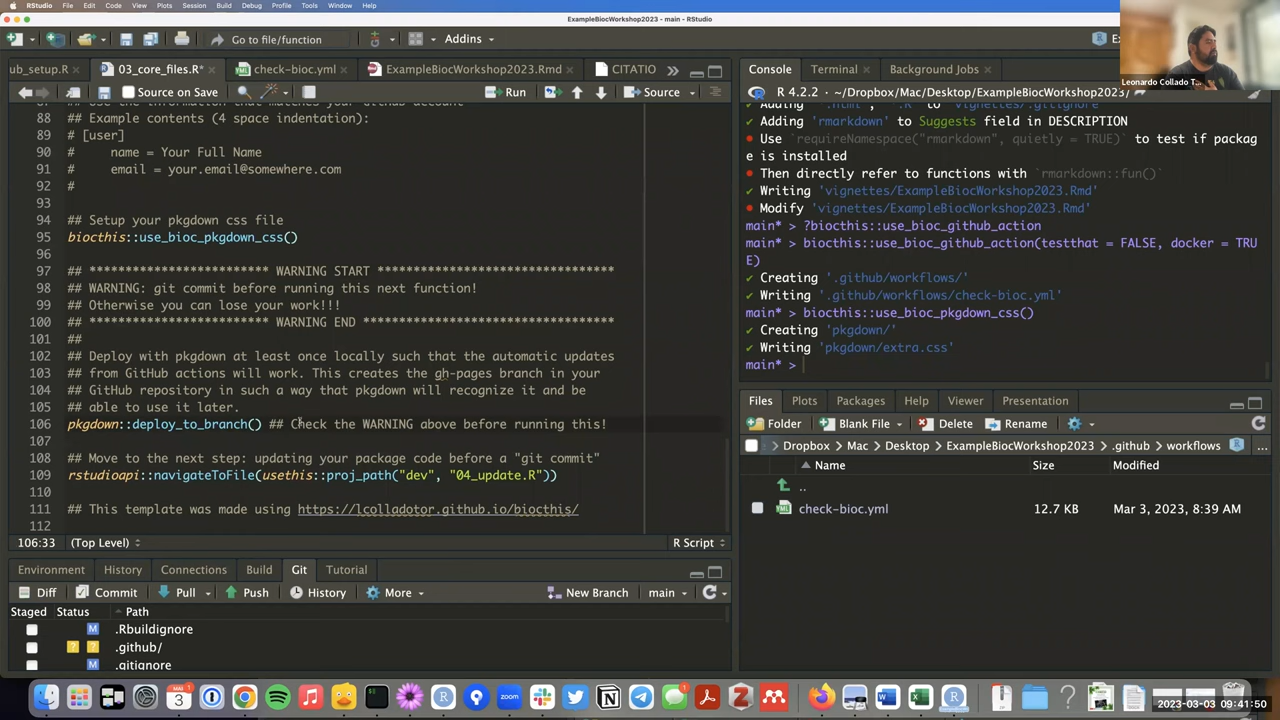 RStudio File Edit Code View Plots Session Build Debug Profile Tools Window Help
ExampleBiocWorkshop2023 - main - RStudio
Go to file/function
Addins
Leonardo Collado T...
ub_setup.R
03_core_files.R*
check-bioc.yml
ExampleBiocWorkshop2023.Rmd
CITATIO
Source on Save
Run
Source
88 ## Example contents (4 space indentation):
89 # [user]
90 # name = Your Full Name
91 # email = your.email@somewhere.com
92 #
93
94 ## Setup your pkgdown css file
95 biocthis::use_bioc_pkgdown_css()
96
97 ## ************************ WARNING START ********************************
98 ## WARNING: git commit before running this next function!
99 ## Otherwise you can lose your work!!!
100 ## ************************ WARNING END **********************************
101 ##
102 ## Deploy with pkgdown at least once locally such that the automatic updates
103 ## from GitHub actions will work. This creates the gh-pages branch in your
104 ## GitHub repository in such a way that pkgdown will recognize it and be
105 ## able to use it later.
106 pkgdown::deploy_to_branch() ## Check the WARNING above before running this!
107
108 ## Move to the next step: updating your package code before a "git commit"
109 rstudioapi::navigateToFile(usethis::proj_path("dev", "04_update.R"))
110
111 ## This template was made using https://lcolladotor.github.io/biocthis/
112
106:33 (Top Level) R Script
Environment History Connections Build Git Tutorial
Diff Commit Pull Push History More New Branch main
Staged Status Path
M .Rbuildignore
? ? .github/
M .gitignore
Console Terminal Background Jobs
R 4.2.2 · ~/Dropbox/Mac/Desktop/ExampleBiocWorkshop2023/
✔ Adding '.html', '.R' to 'vignettes/.gitignore'
✔ Adding 'rmarkdown' to Suggests field in DESCRIPTION
• Use `requireNamespace("rmarkdown", quietly = TRUE)` to test if packag
e is installed
• Then directly refer to functions with `rmarkdown::fun()`
✔ Writing 'vignettes/ExampleBiocWorkshop2023.Rmd'
• Modify 'vignettes/ExampleBiocWorkshop2023.Rmd'
main* > ?biocthis::use_bioc_github_action
main* > biocthis::use_bioc_github_action(testthat = FALSE, docker = TRU
E)
✔ Creating '.github/workflows/'
✔ Writing '.github/workflows/check-bioc.yml'
main* > biocthis::use_bioc_pkgdown_css()
✔ Creating 'pkgdown/'
✔ Writing 'pkgdown/extra.css'
main* >
Files Plots Packages Help Viewer Presentation
Folder Blank File Delete Rename
Dropbox Mac Desktop ExampleBiocWorkshop2023 .github workflows
Name Size Modified
..
check-bioc.yml 12.7 KB Mar 3, 2023, 8:39 AM
2023-03-03 09:41:50